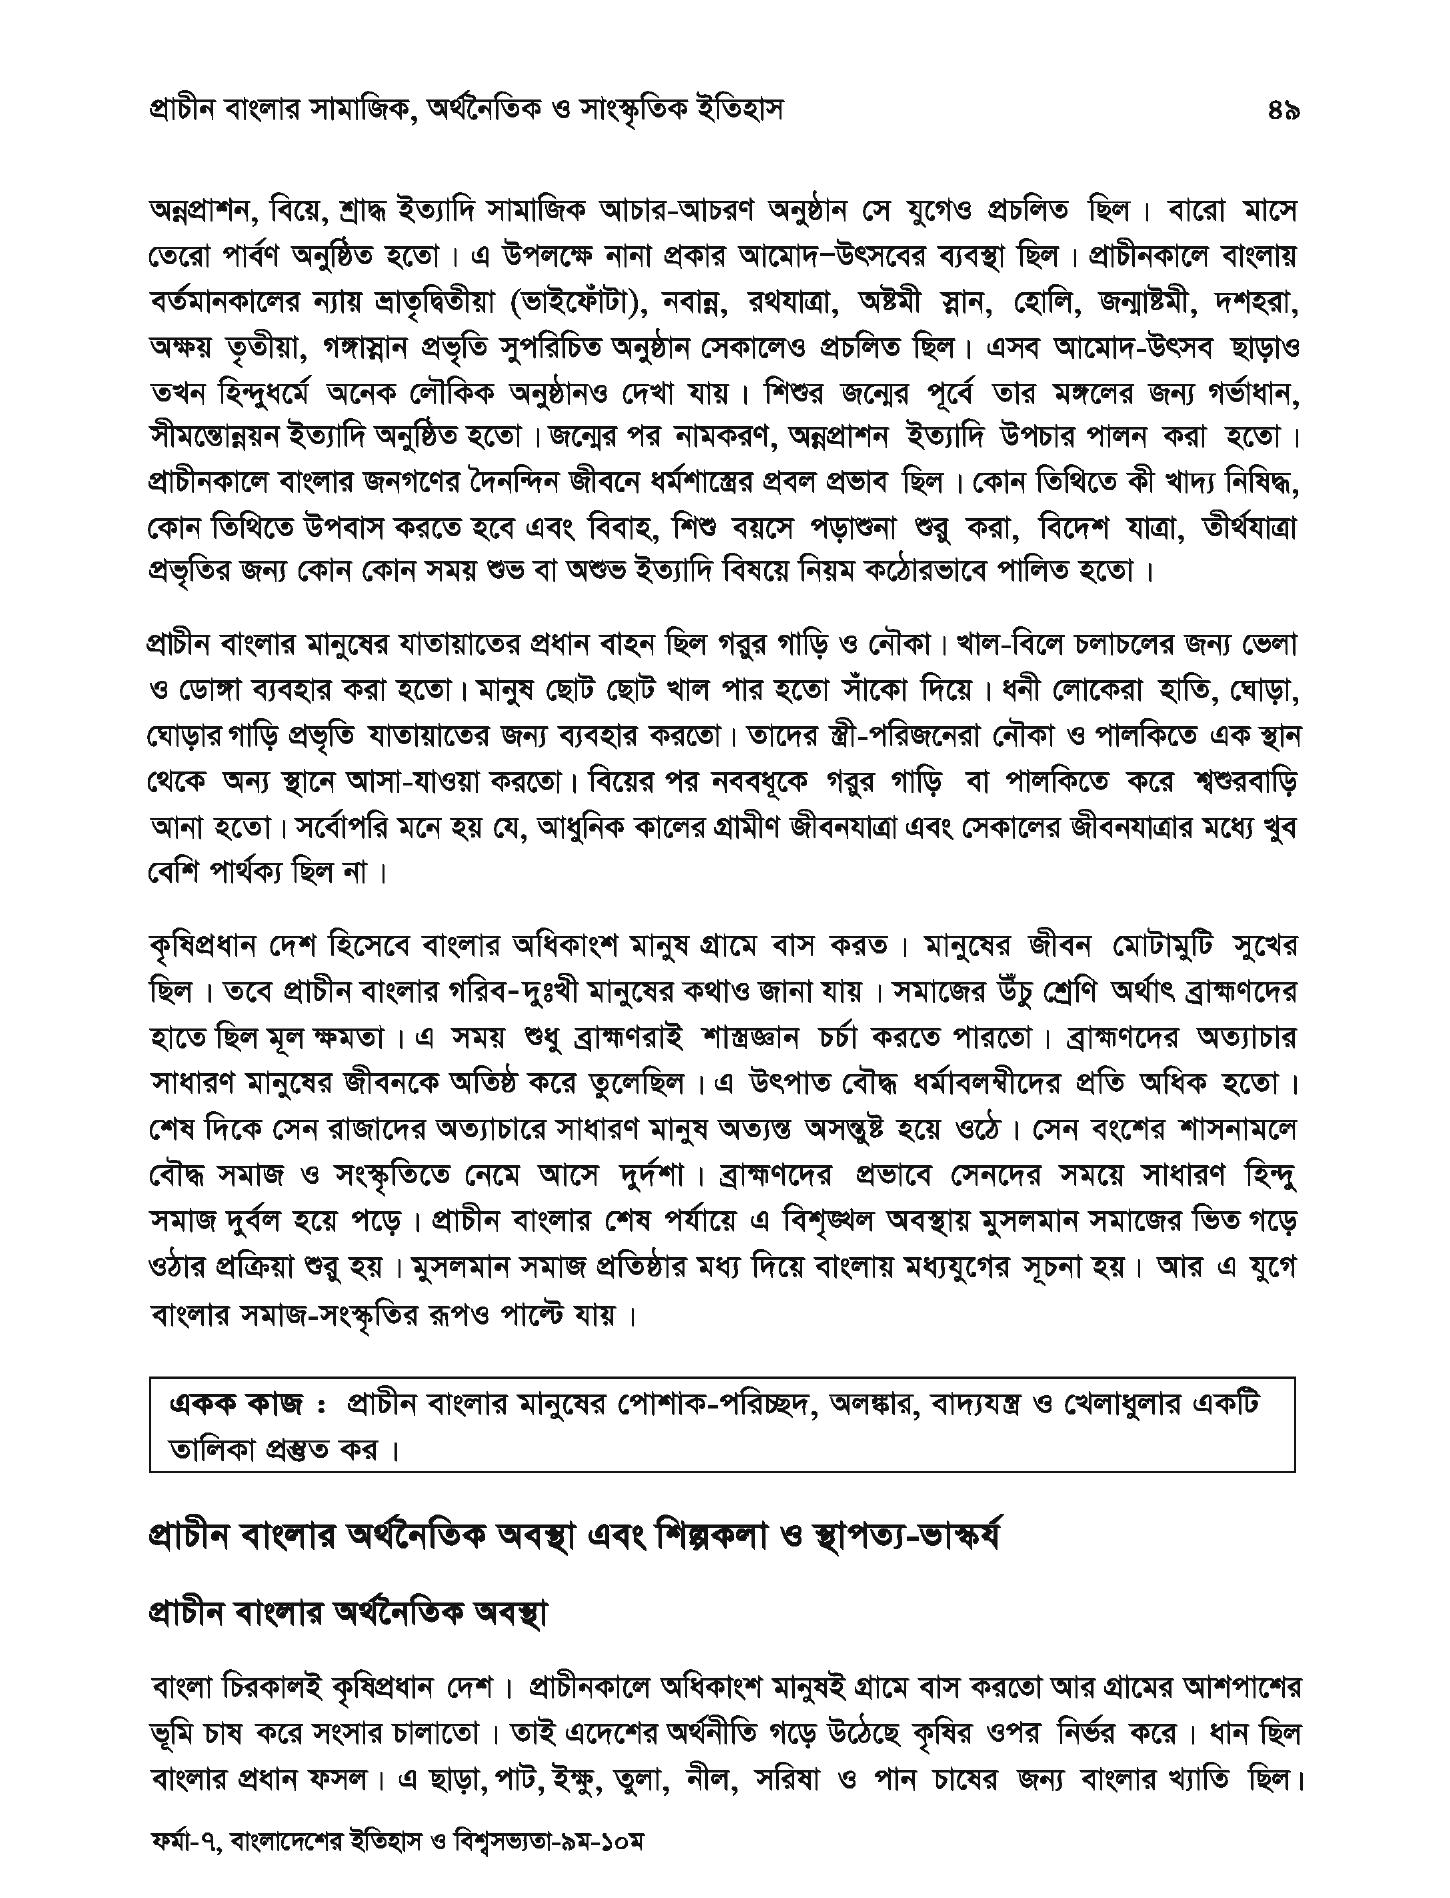 প্রাচীন বাংলার সামাজিক, অর্থনৈতিক ও সাংস্কৃতিক ইতিহাস ৪৯
অন্নপ্রাশন, বিয়ে, শ্রাদ্ধ ইত্যাদি সামাজিক আচার-আচরণ অনুষ্ঠান সে যুগেও প্রচলিত ছিল। বারো মাসে
তেরো পার্বণ অনুষ্ঠিত হতো। এ উপলক্ষে নানা প্রকার আমোদ-উৎসবের ব্যবস্থা ছিল। প্রাচীনকালে বাংলায়
বর্তমানকালের ন্যায় ভ্রাতৃদ্বিতীয়া (ভাইফোঁটা), নবান্ন, রথযাত্রা, অষ্টমী স্নান, হোলি, জন্মাষ্টমী, দশহরা,
অক্ষয় তৃতীয়া, গঙ্গাস্নান প্রভৃতি সুপরিচিত অনুষ্ঠান সেকালেও প্রচলিত ছিল। এসব আমোদ-উৎসব ছাড়াও
তখন হিন্দুধর্মে অনেক লৌকিক অনুষ্ঠানও দেখা যায়। শিশুর জন্মের পূর্বে তার মঙ্গলের জন্য গর্ভাধান,
সীমন্তোন্নয়ন ইত্যাদি অনুষ্ঠিত হতো। জন্মের পর নামকরণ, অন্নপ্রাশন ইত্যাদি উপচার পালন করা হতো।
প্রাচীনকালে বাংলার জনগণের দৈনন্দিন জীবনে ধর্মশাস্ত্রের প্রবল প্রভাব ছিল। কোন তিথিতে কী খাদ্য নিষিদ্ধ,
কোন তিথিতে উপবাস করতে হবে এবং বিবাহ, শিশু বয়সে পড়াশুনা শুরু করা, বিদেশ যাত্রা, তীর্থযাত্রা
প্রভৃতির জন্য কোন কোন সময় শুভ বা অশুভ ইত্যাদি বিষয়ে নিয়ম কঠোরভাবে পালিত হতো।
প্রাচীন বাংলার মানুষের যাতায়াতের প্রধান বাহন ছিল গরুর গাড়ি ও নৌকা। খাল-বিলে চলাচলের জন্য ভেলা
ও ডোঙ্গা ব্যবহার করা হতো। মানুষ ছোট ছোট খাল পার হতো সাঁকো দিয়ে। ধনী লোকেরা হাতি, ঘোড়া,
ঘোড়ার গাড়ি প্রভৃতি যাতায়াতের জন্য ব্যবহার করতো। তাদের স্ত্রী-পরিজনেরা নৌকা ও পালকিতে এক স্থান
থেকে অন্য স্থানে আসা-যাওয়া করতো। বিয়ের পর নববধূকে গরুর গাড়ি বা পালকিতে করে শ্বশুরবাড়ি
আনা হতো। সর্বোপরি মনে হয় যে, আধুনিক কালের গ্রামীণ জীবনযাত্রা এবং সেকালের জীবনযাত্রার মধ্যে খুব
বেশি পার্থক্য ছিল না।
কৃষিপ্রধান দেশ হিসেবে বাংলার অধিকাংশ মানুষ গ্রামে বাস করত। মানুষের জীবন মোটামুটি সুখের
ছিল। তবে প্রাচীন বাংলার গরিব-দুঃখী মানুষের কথাও জানা যায়। সমাজের উঁচু শ্রেণি অর্থাৎ ব্রাহ্মণদের
হাতে ছিল মূল ক্ষমতা। এ সময় শুধু ব্রাহ্মণরাই শাস্ত্রজ্ঞান চর্চা করতে পারতো। ব্রাহ্মণদের অত্যাচার
সাধারণ মানুষের জীবনকে অতিষ্ঠ করে তুলেছিল। এ উৎপাত বৌদ্ধ ধর্মাবলম্বীদের প্রতি অধিক হতো।
শেষ দিকে সেন রাজাদের অত্যাচারে সাধারণ মানুষ অত্যন্ত অসন্তুষ্ট হয়ে ওঠে। সেন বংশের শাসনামলে
বৌদ্ধ সমাজ ও সংস্কৃতিতে নেমে আসে দুর্দশা। ব্রাহ্মণদের প্রভাবে সেনদের সময়ে সাধারণ হিন্দু
সমাজ দুর্বল হয়ে পড়ে। প্রাচীন বাংলার শেষ পর্যায়ে এ বিশৃঙ্খল অবস্থায় মুসলমান সমাজের ভিত গড়ে
ওঠার প্রক্রিয়া শুরু হয়। মুসলমান সমাজ প্রতিষ্ঠার মধ্য দিয়ে বাংলায় মধ্যযুগের সূচনা হয়। আর এ যুগে
বাংলার সমাজ-সংস্কৃতির রূপও পাল্টে যায়।
একক কাজ : প্রাচীন বাংলার মানুষের পোশাক-পরিচ্ছদ, অলঙ্কার, বাদ্যযন্ত্র ও খেলাধুলার একটি
তালিকা প্রস্তুত কর।
প্রাচীন বাংলার অর্থনৈতিক অবস্থা এবং শিল্পকলা ও স্থাপত্য-ভাস্কর্য
প্রাচীন বাংলার অর্থনৈতিক অবস্থা
বাংলা চিরকালই কৃষিপ্রধান দেশ। প্রাচীনকালে অধিকাংশ মানুষই গ্রামে বাস করতো আর গ্রামের আশপাশের
ভূমি চাষ করে সংসার চালাতো। তাই এদেশের অর্থনীতি গড়ে উঠেছে কৃষির ওপর নির্ভর করে। ধান ছিল
বাংলার প্রধান ফসল। এ ছাড়া, পাট, ইক্ষু, তুলা, নীল, সরিষা ও পান চাষের জন্য বাংলার খ্যাতি ছিল।
ফর্মা-৭, বাংলাদেশের ইতিহাস ও বিশ্বসভ্যতা-৯ম-১০ম